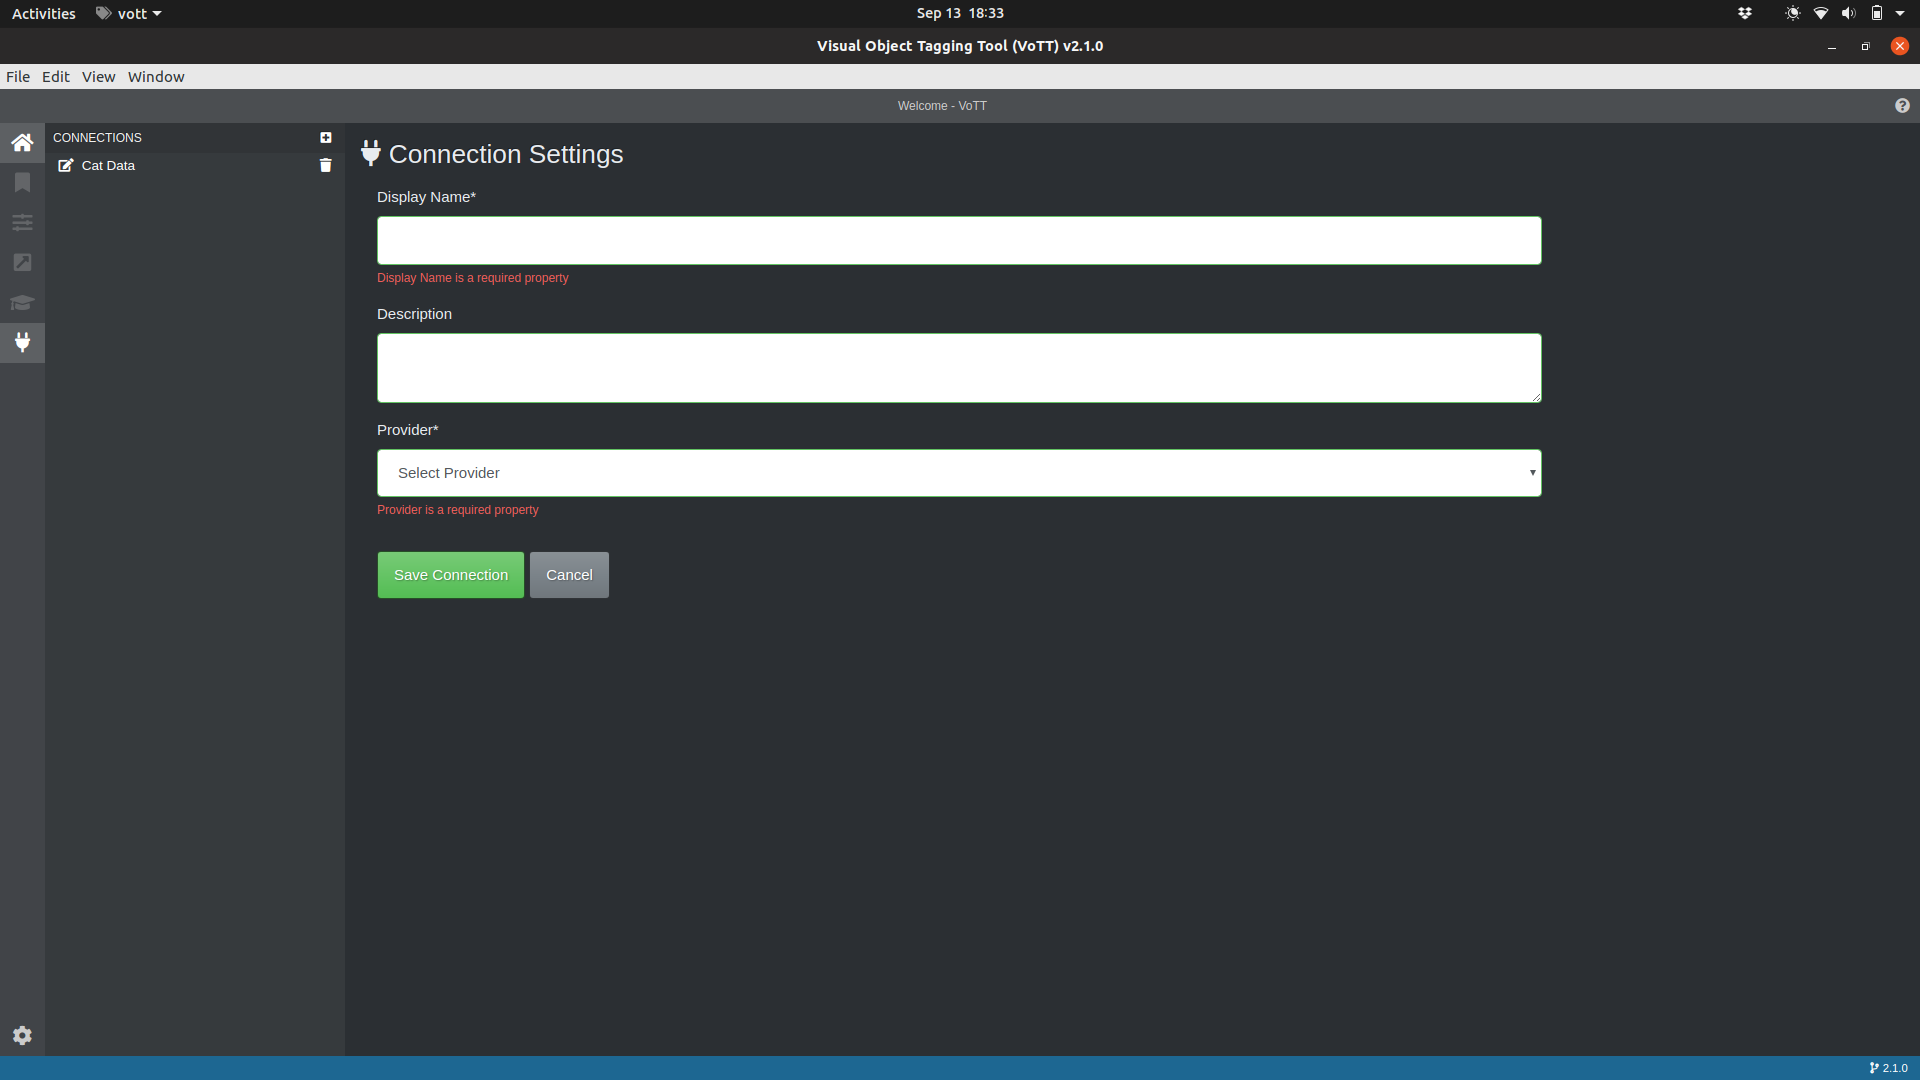 Activities vott Sep 13 18:33
Visual Object Tagging Tool (VoTT) v2.1.0
File Edit View Window
Welcome - VoTT
CONNECTIONS
Cat Data
Connection Settings
Display Name*
Display Name is a required property
Description
Provider*
Select Provider
Provider is a required property
Save Connection Cancel
2.1.0